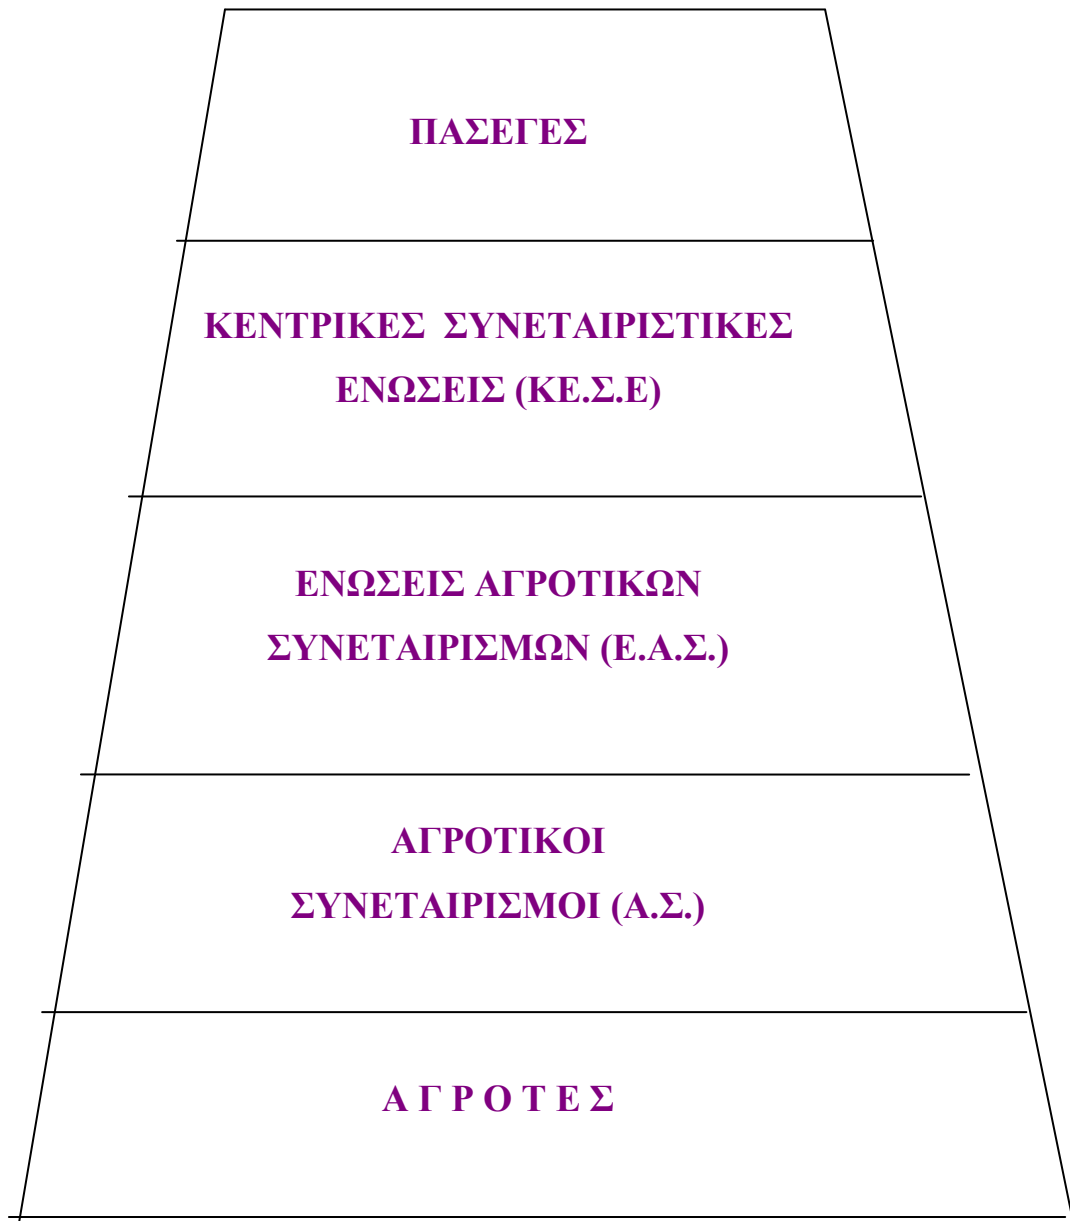 ΠΑΣΕΓΕΣ
ΚΕΝΤΡΙΚΕΣ ΣΥΝΕΤΑΙΡΙΣΤΙΚΕΣ
ΕΝΩΣΕΙΣ (ΚΕ.Σ.Ε)
ΕΝΩΣΕΙΣ ΑΓΡΟΤΙΚΩΝ
ΣΥΝΕΤΑΙΡΙΣΜΩΝ (Ε.Α.Σ.)
ΑΓΡΟΤΙΚΟΙ
ΣΥΝΕΤΑΙΡΙΣΜΟΙ (Α.Σ.)
Α Γ Ρ Ο Τ Ε Σ